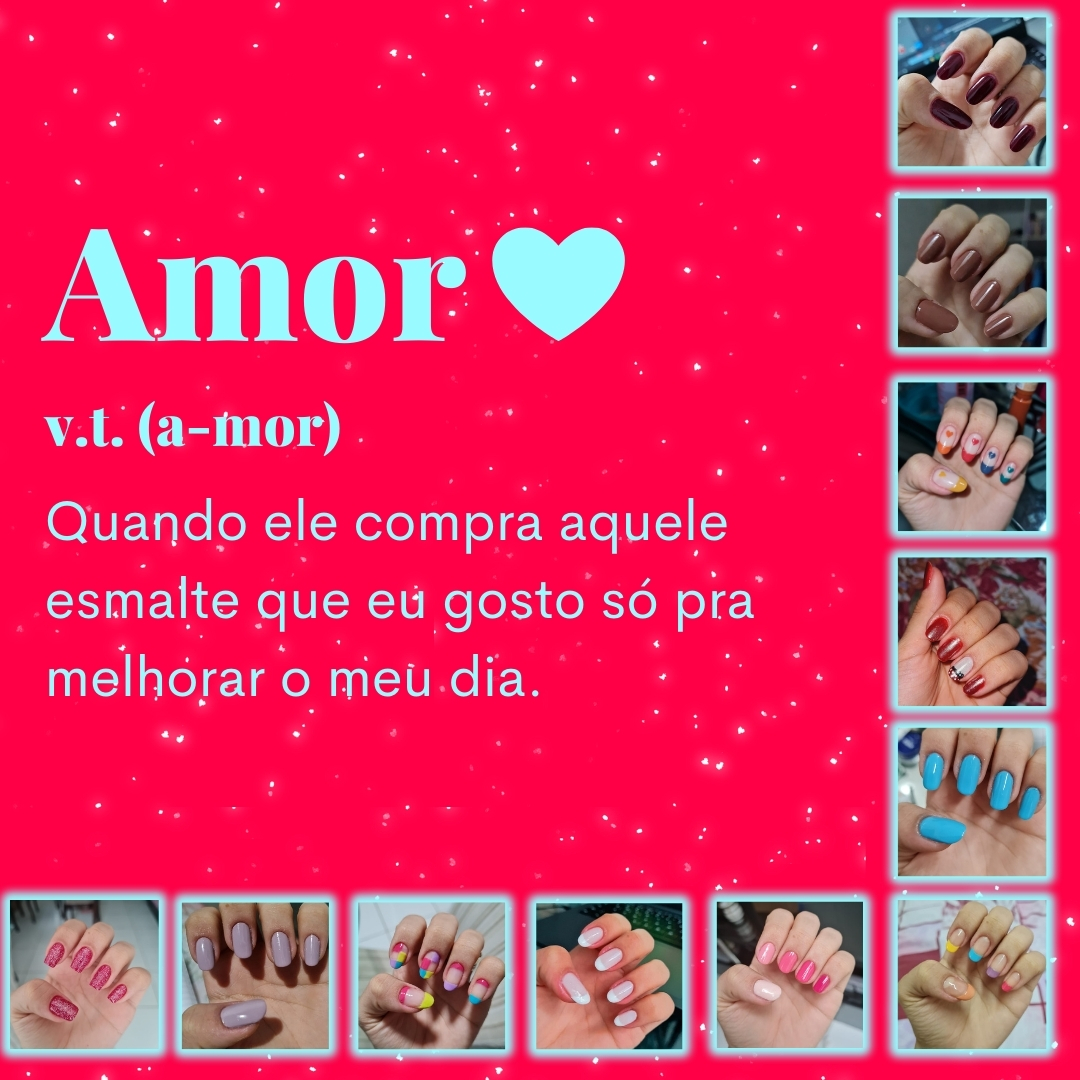 Amor
v.t. (a-mor)
Quando ele compra aquele
esmalte que eu gosto só pra
melhorar o meu dia.